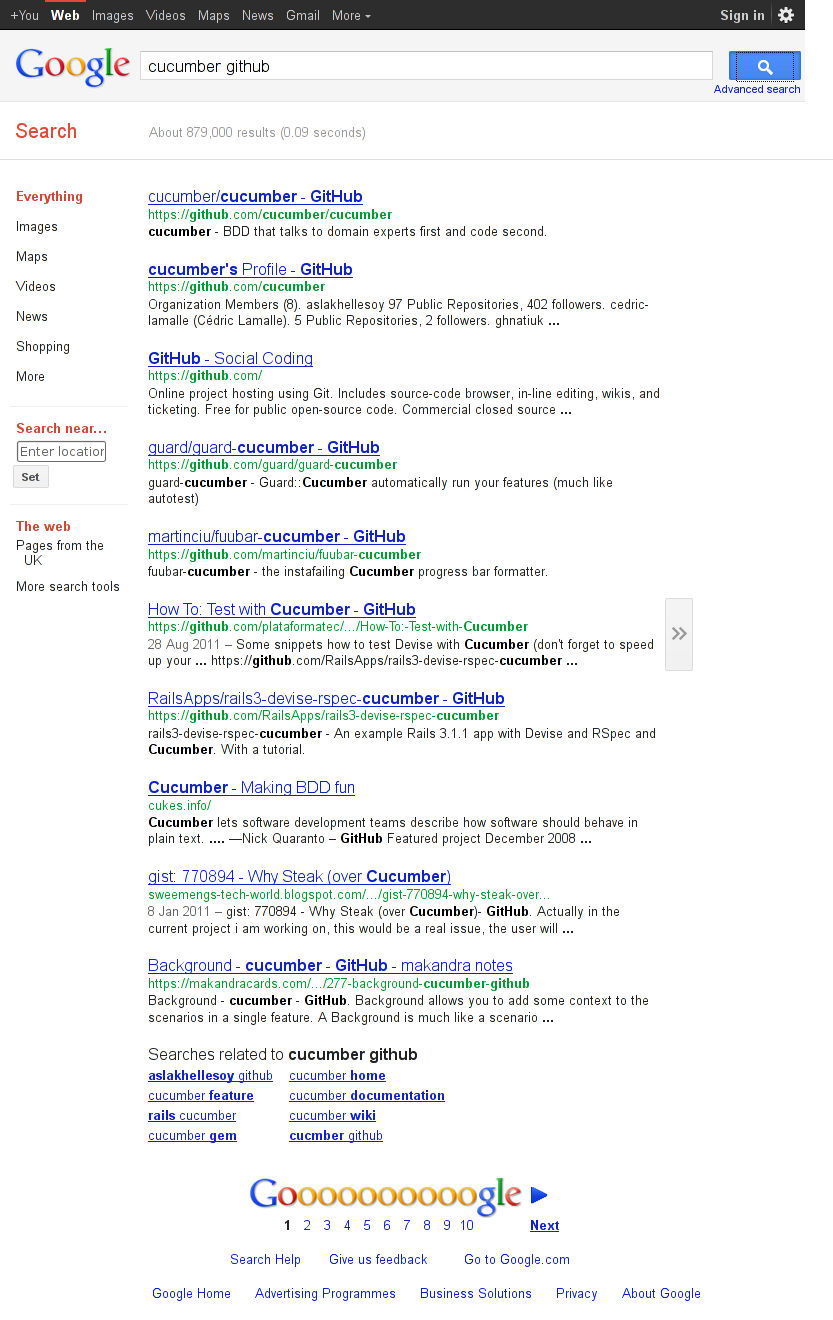 +You Web Images Videos Maps News Gmail More Sign in
Google cucumber github
Advanced search
Search About 879,000 results (0.09 seconds)
Everything
Images
Maps
Videos
News
Shopping
More
Search near...
Enter location
Set
The web
Pages from the
UK
More search tools
cucumber/cucumber - GitHub
https://github.com/cucumber/cucumber
cucumber - BDD that talks to domain experts first and code second.
cucumber's Profile - GitHub
https://github.com/cucumber
Organization Members (8). aslakhellesoy 97 Public Repositories, 402 followers. cedric-
lamalle (Cédric Lamalle). 5 Public Repositories, 2 followers. ghnatiuk ...
GitHub - Social Coding
https://github.com/
Online project hosting using Git. Includes source-code browser, in-line editing, wikis, and
ticketing. Free for public open-source code. Commercial closed source ...
guard/guard-cucumber - GitHub
https://github.com/guard/guard-cucumber
guard-cucumber - Guard::Cucumber automatically run your features (much like
autotest)
martinciu/fuubar-cucumber - GitHub
https://github.com/martinciu/fuubar-cucumber
fuubar-cucumber - the instafailing Cucumber progress bar formatter.
How To: Test with Cucumber - GitHub
https://github.com/plataformatec/.../How-To:-Test-with-Cucumber
28 Aug 2011 – Some snippets how to test Devise with Cucumber (don't forget to speed
up your ... https://github.com/RailsApps/rails3-devise-rspec-cucumber ...
RailsApps/rails3-devise-rspec-cucumber - GitHub
https://github.com/RailsApps/rails3-devise-rspec-cucumber
rails3-devise-rspec-cucumber - An example Rails 3.1.1 app with Devise and RSpec and
Cucumber. With a tutorial.
Cucumber - Making BDD fun
cukes.info/
Cucumber lets software development teams describe how software should behave in
plain text. .... —Nick Quaranto – GitHub Featured project December 2008 ...
gist: 770894 - Why Steak (over Cucumber)
sweemengs-tech-world.blogspot.com/.../gist-770894-why-steak-over...
8 Jan 2011 – gist: 770894 - Why Steak (over Cucumber)- GitHub. Actually in the
current project i am working on, this would be a real issue, the user will ...
Background - cucumber - GitHub - makandra notes
https://makandracards.com/.../277-background-cucumber-github
Background - cucumber - GitHub. Background allows you to add some context to the
scenarios in a single feature. A Background is much like a scenario ...
Searches related to cucumber github
aslakhellesoy github cucumber home
cucumber feature cucumber documentation
rails cucumber cucumber wiki
cucumber gem cucmber github
Goooooooooogle
1 2 3 4 5 6 7 8 9 10 Next
Search Help Give us feedback Go to Google.com
Google Home Advertising Programmes Business Solutions Privacy About Google